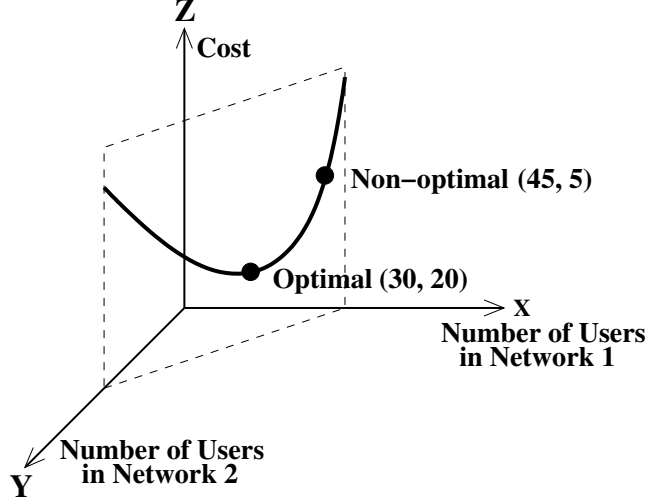 Z
Cost
Non−optimal (45, 5)
Optimal (30, 20)
X
Number of Users
in Network 1
Number of Users
in Network 2
Y